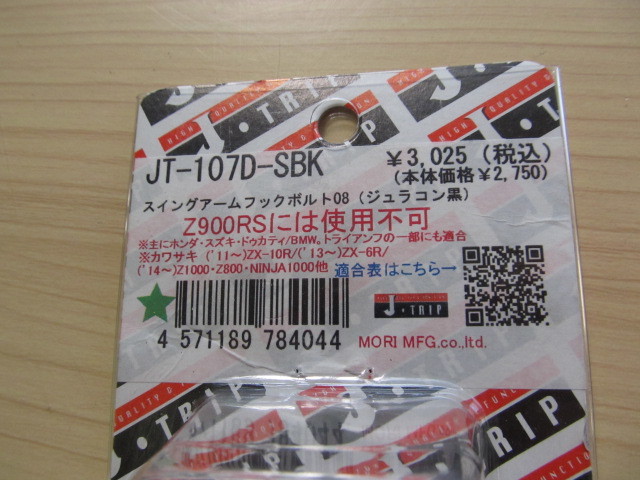 J・TRIP
HIGH QUALITY & FUNCTION
JT-107D-SBK
¥3,025（税込）
(本体価格¥2,750)
スイングアームフックボルト08（ジュラコン黒）
Z900RSには使用不可
※主にホンダ・スズキ・ドゥカティ/BMW。トライアンフの一部にも適合
※カワサキ（'11～)ZX-10R/('13～)ZX-6R/
('14～)Z1000・Z800・NINJA1000他 適合表はこちら→
J・TRIP
4 571189 784044
MORI MFG.co.,ltd.
J・TRIP